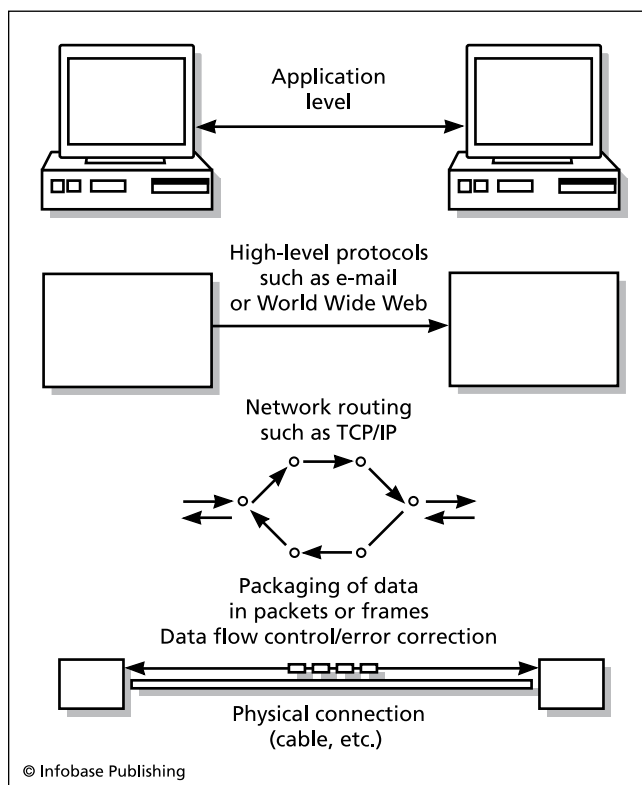 Application
level
High-level protocols
such as e-mail
or World Wide Web
Network routing
such as TCP/IP
Packaging of data
in packets or frames
Data flow control/error correction
Physical connection
(cable, etc.)
© Infobase Publishing